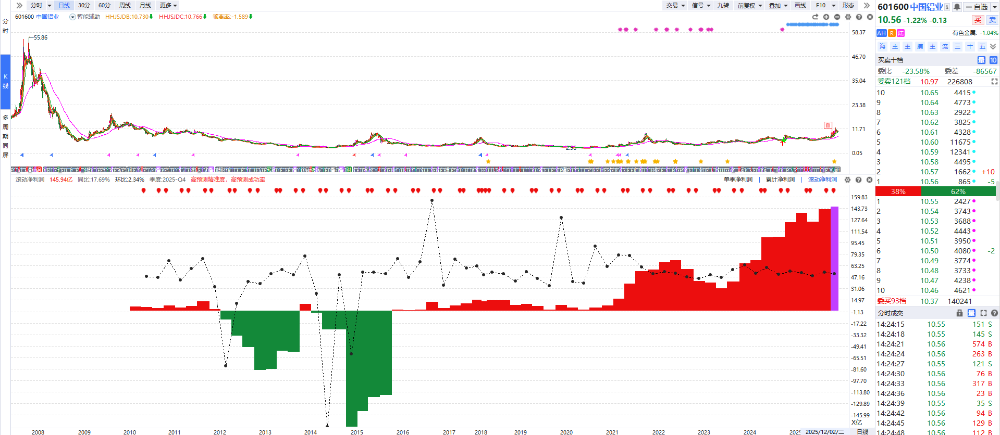 分时 日线 30分 60分 周线 月线 更多
交易 信号 九转 前复权 叠加 画线 F10 形态
601600 中国铝业 智能辅助 HHJSJDB:10.730 HHJSJDC:10.766 乖离率:-1.589
分时
K线
多周期同屏
55.86
2.36
58.37
46.70
35.04
23.38
11.71
0.05
滚动净利润 145.94亿 同比:17.69% 环比:2.34% 季度:2025-Q4 高预测精准度，高预测成功率
单季净利润 | 累计净利润 | 滚动净利润
159.83
143.73
127.64
111.54
95.45
79.35
63.25
47.16
31.06
14.97
-1.13
-17.22
-33.32
-49.41
-65.51
-81.60
-97.70
-113.80
-129.89
-145.99
X亿
2008 2009 2010 2011 2012 2013 2014 2015 2016 2017 2018 2019 2020 2021 2022 2023 2024 2025 2025/12/02/二 日线
601600 中国铝业 自选
10.56 -1.22% -0.13 买 卖
AH R 陆 有色金属: -1.04%
海 主 主 捕 主 流 三 十 五
买卖十档 量 10
委比 -23.58% 委差 -86567
委卖121档 10.97 226808
10 10.65 4415
9 10.64 4773
8 10.63 2922
7 10.62 3825
6 10.61 4328
5 10.60 11675
4 10.59 12341
3 10.58 4495
2 10.57 1662 +10
1 10.56 865 -5
38% 62%
1 10.55 2427
2 10.54 3743
3 10.53 3688
4 10.52 4443
5 10.51 3950
6 10.50 4080 -2
7 10.49 3774
8 10.48 3733
9 10.47 4238
10 10.46 4621
委买93档 10.37 140241
分时成交 量
14:24:15 10.55 151 S
14:24:18 10.55 145 S
14:24:21 10.56 574 B
14:24:24 10.56 263 B
14:24:27 10.55 121 S
14:24:30 10.56 76 B
14:24:33 10.56 317 B
14:24:36 10.56 23 B
14:24:39 10.55 35 S
14:24:42 10.56 94 B
14:24:45 10.56 129 B
14:24:48 10.56 112 B